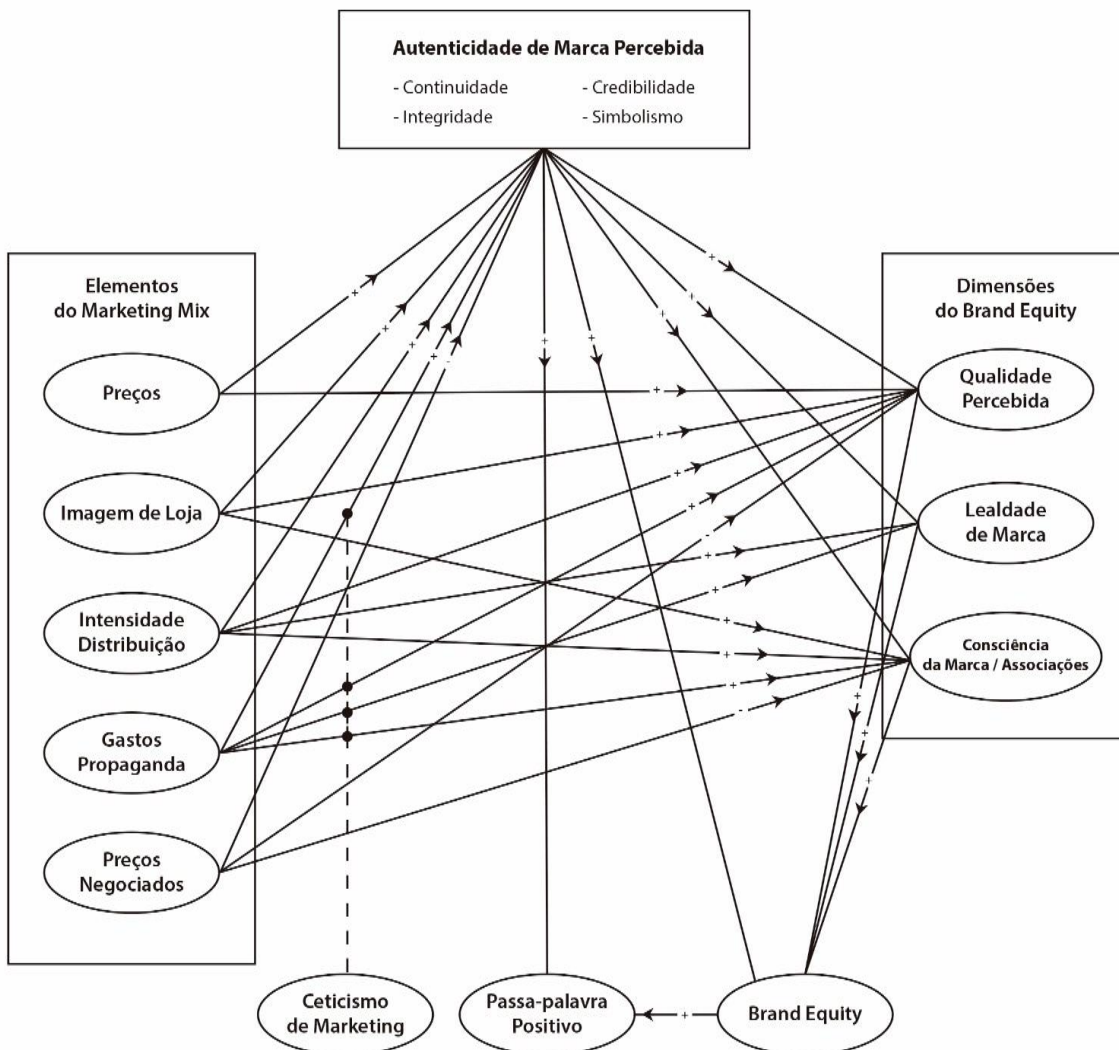 Autenticidade de Marca Percebida
- Continuidade
- Credibilidade
- Integridade
- Simbolismo
Elementos
do Marketing Mix
Preços
Imagem de Loja
Intensidade
Distribuição
Gastos
Propaganda
Preços
Negociados
Dimensões
do Brand Equity
Qualidade
Percebida
Lealdade
de Marca
Consciência
da Marca / Associações
Ceticismo
de Marketing
Passa-palavra
Positivo
Brand Equity